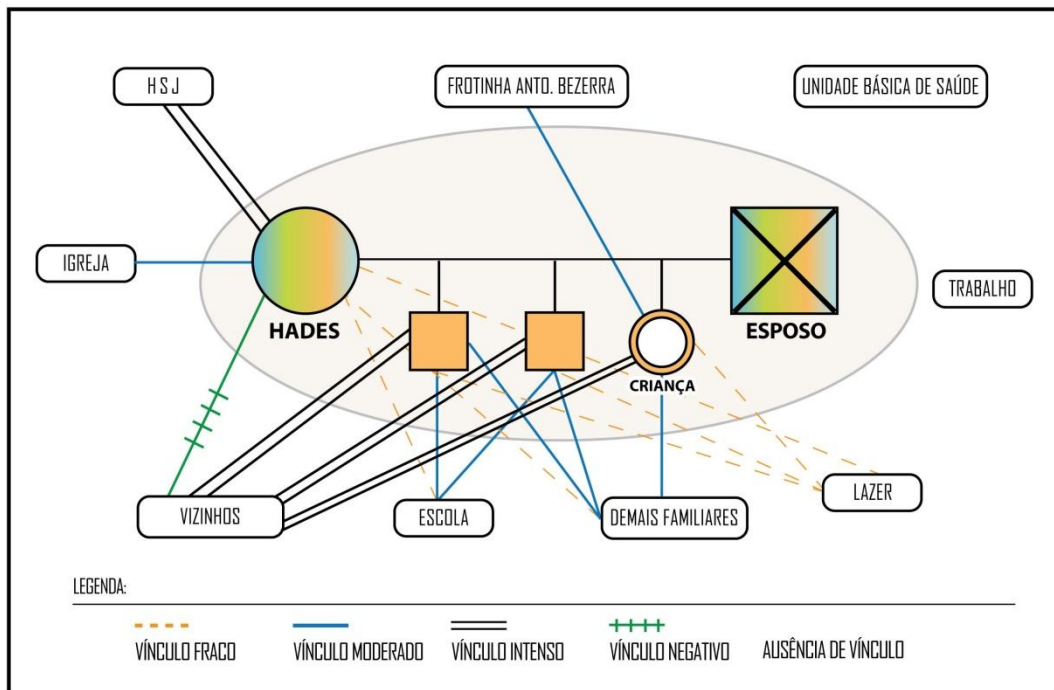 HSJ
FROTINHA ANTO. BEZERRA
UNIDADE BÁSICA DE SAÚDE
IGREJA
TRABALHO
HADES
ESPOSO
CRIANÇA
LAZER
VIZINHOS
ESCOLA
DEMAIS FAMILIARES
LEGENDA:
VÍNCULO FRACO
VÍNCULO MODERADO
VÍNCULO INTENSO
VÍNCULO NEGATIVO
AUSÊNCIA DE VÍNCULO